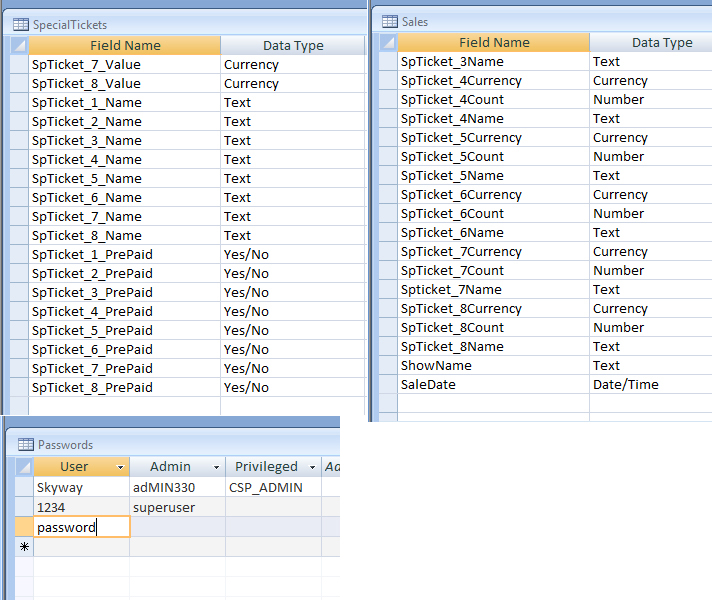 SpecialTickets
Field Name Data Type
SpTicket_7_Value Currency
SpTicket_8_Value Currency
SpTicket_1_Name Text
SpTicket_2_Name Text
SpTicket_3_Name Text
SpTicket_4_Name Text
SpTicket_5_Name Text
SpTicket_6_Name Text
SpTicket_7_Name Text
SpTicket_8_Name Text
SpTicket_1_PrePaid Yes/No
SpTicket_2_PrePaid Yes/No
SpTicket_3_PrePaid Yes/No
SpTicket_4_PrePaid Yes/No
SpTicket_5_PrePaid Yes/No
SpTicket_6_PrePaid Yes/No
SpTicket_7_PrePaid Yes/No
SpTicket_8_PrePaid Yes/No
Sales
Field Name Data Type
SpTicket_3Name Text
SpTicket_4Currency Currency
SpTicket_4Count Number
SpTicket_4Name Text
SpTicket_5Currency Currency
SpTicket_5Count Number
SpTicket_5Name Text
SpTicket_6Currency Currency
SpTicket_6Count Number
SpTicket_6Name Text
SpTicket_7Currency Currency
SpTicket_7Count Number
Spticket_7Name Text
SpTicket_8Currency Currency
SpTicket_8Count Number
SpTicket_8Name Text
ShowName Text
SaleDate Date/Time
Passwords
User Admin Privileged
Skyway adMIN330 CSP_ADMIN
1234 superuser
password